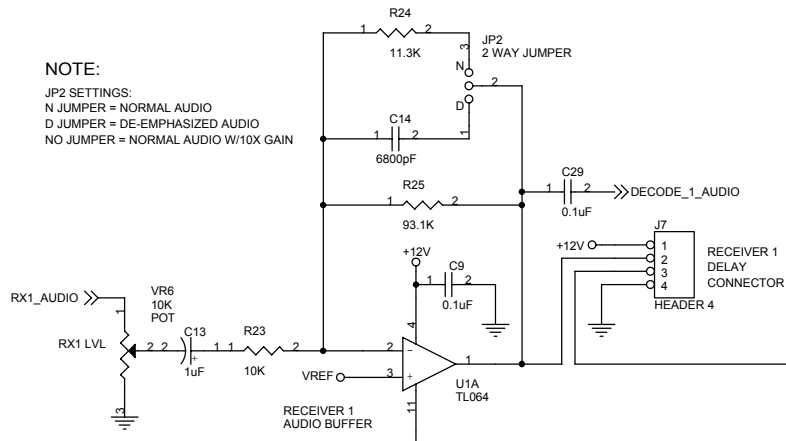 R24
1
2
11.3K
3
JP2
2 WAY JUMPER
N
2
D
1
NOTE:
JP2 SETTINGS:
N JUMPER = NORMAL AUDIO
D JUMPER = DE-EMPHASIZED AUDIO
NO JUMPER = NORMAL AUDIO W/10X GAIN
C14
1
2
6800pF
R25
1
2
93.1K
C29
1
2
DECODE_1_AUDIO
0.1uF
+12V
C9
1
2
0.1uF
4
J7
+12V
1
2
3
4
HEADER 4
RECEIVER 1
DELAY
CONNECTOR
RX1_AUDIO
VR6
10K
POT
1
RX1 LVL
2
3
C13
2
1
+
1uF
R23
1
2
10K
2
-
1
VREF
3
+
U1A
TL064
11
RECEIVER 1
AUDIO BUFFER